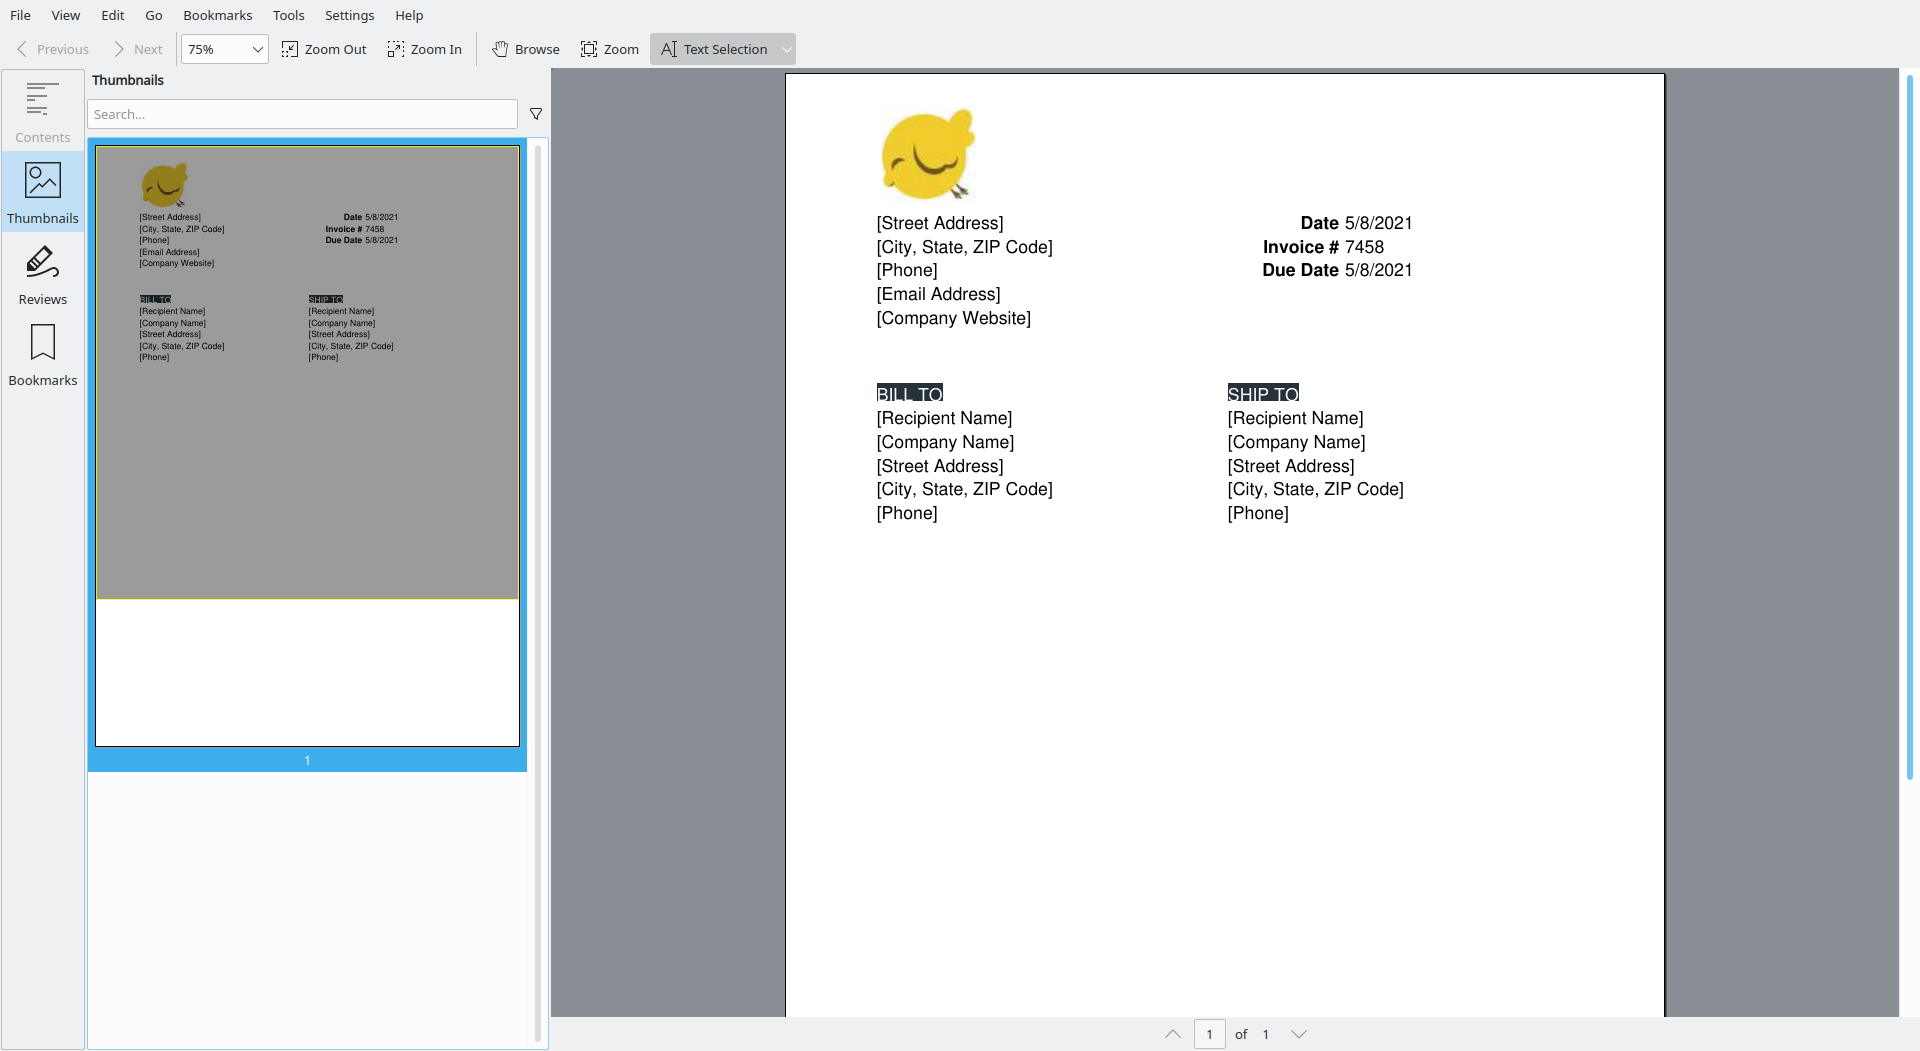 File View Edit Go Bookmarks Tools Settings Help
Previous Next 75% Zoom Out Zoom In Browse Zoom Text Selection
Contents
Thumbnails
Reviews
Bookmarks
Thumbnails
Search...
[Street Address] Date 5/8/2021
[City, State, ZIP Code] Invoice # 7458
[Phone] Due Date 5/8/2021
[Email Address]
[Company Website]
BILL TO SHIP TO
[Recipient Name] [Recipient Name]
[Company Name] [Company Name]
[Street Address] [Street Address]
[City, State, ZIP Code] [City, State, ZIP Code]
[Phone] [Phone]
1
[Street Address] Date 5/8/2021
[City, State, ZIP Code] Invoice # 7458
[Phone] Due Date 5/8/2021
[Email Address]
[Company Website]
BILL TO SHIP TO
[Recipient Name] [Recipient Name]
[Company Name] [Company Name]
[Street Address] [Street Address]
[City, State, ZIP Code] [City, State, ZIP Code]
[Phone] [Phone]
1 of 1